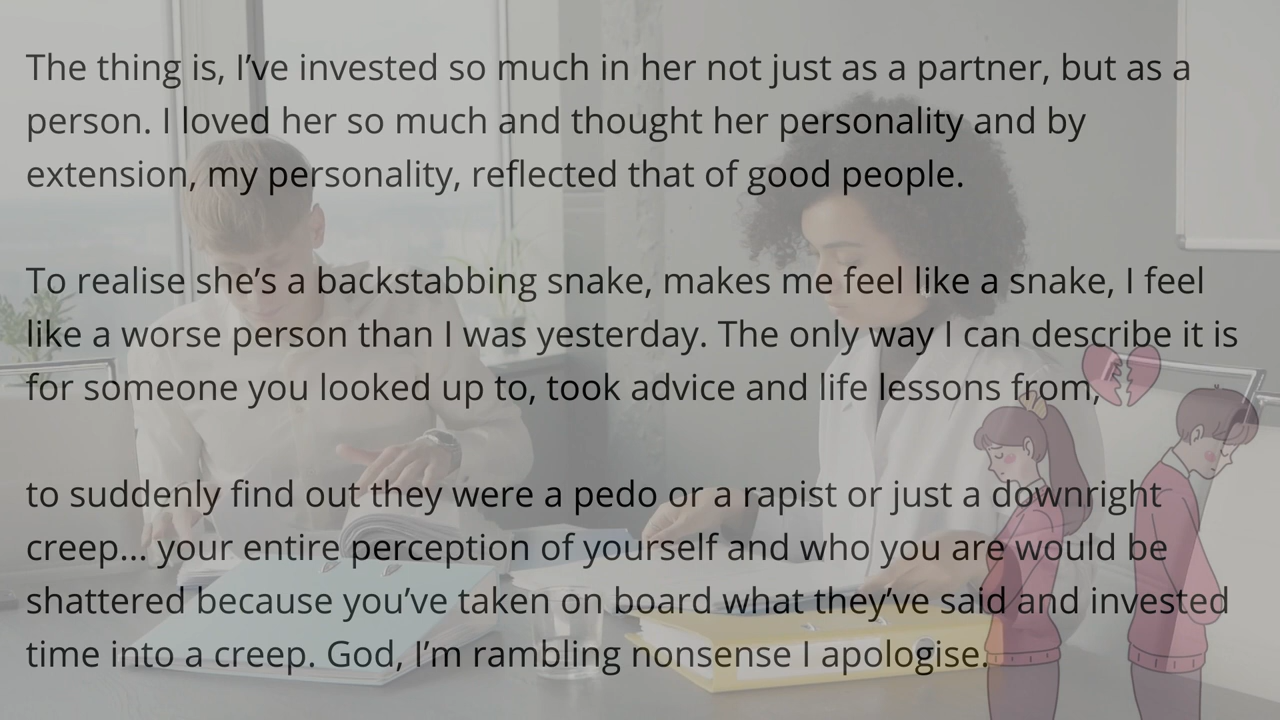 The thing is, I’ve invested so much in her not just as a partner, but as a
person. I loved her so much and thought her personality and by
extension, my personality, reflected that of good people.
To realise she’s a backstabbing snake, makes me feel like a snake, I feel
like a worse person than I was yesterday. The only way I can describe it is
for someone you looked up to, took advice and life lessons from,
to suddenly find out they were a pedo or a rapist or just a downright
creep... your entire perception of yourself and who you are would be
shattered because you’ve taken on board what they’ve said and invested
time into a creep. God, I’m rambling nonsense I apologise.